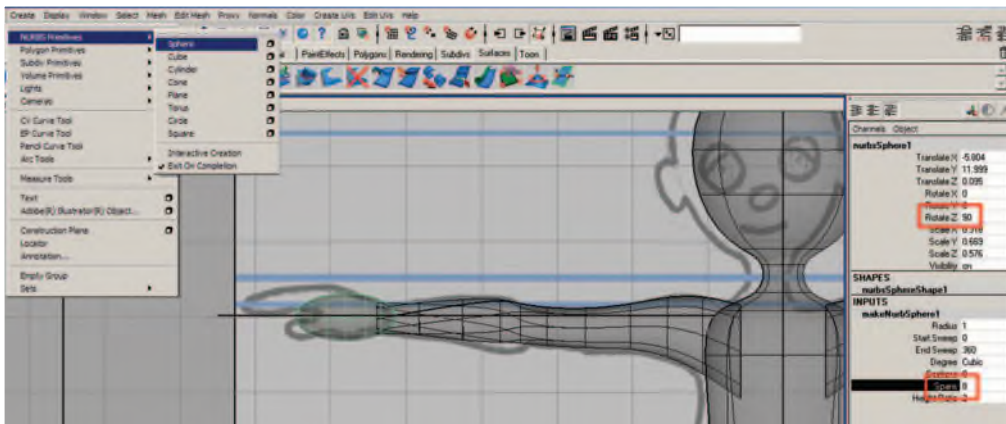 Create Display Window Select Mesh Edit Mesh Proxy Normals Color Create UVs Edit UVs Help
NURBS Primitives
Polygon Primitives
Subdiv Primitives
Volume Primitives
Lights
Cameras
CV Curve Tool
EP Curve Tool
Pencil Curve Tool
Arc Tools
Measure Tools
Text
Adobe(R) Illustrator(R) Object...
Construction Plane
Locator
Annotation...
Empty Group
Sets
Sphere
Cube
Cylinder
Cone
Plane
Torus
Circle
Square
Interactive Creation
Exit On Completion
PaintEffects Polygons Rendering Subdivs Surfaces Toon
Channels Object
nurbsSphere1
Translate X -5.804
Translate Y 11.999
Translate Z 0.095
Rotate X 0
Rotate Z 90
Scale Y 0.669
Scale Z 0.576
Visibility on
SHAPES
nurbsSphereShape1
INPUTS
makeNurbSphere1
Radius 1
Start Sweep 0
End Sweep 360
Degree Cubic
Spans 8
Height Ratio 2